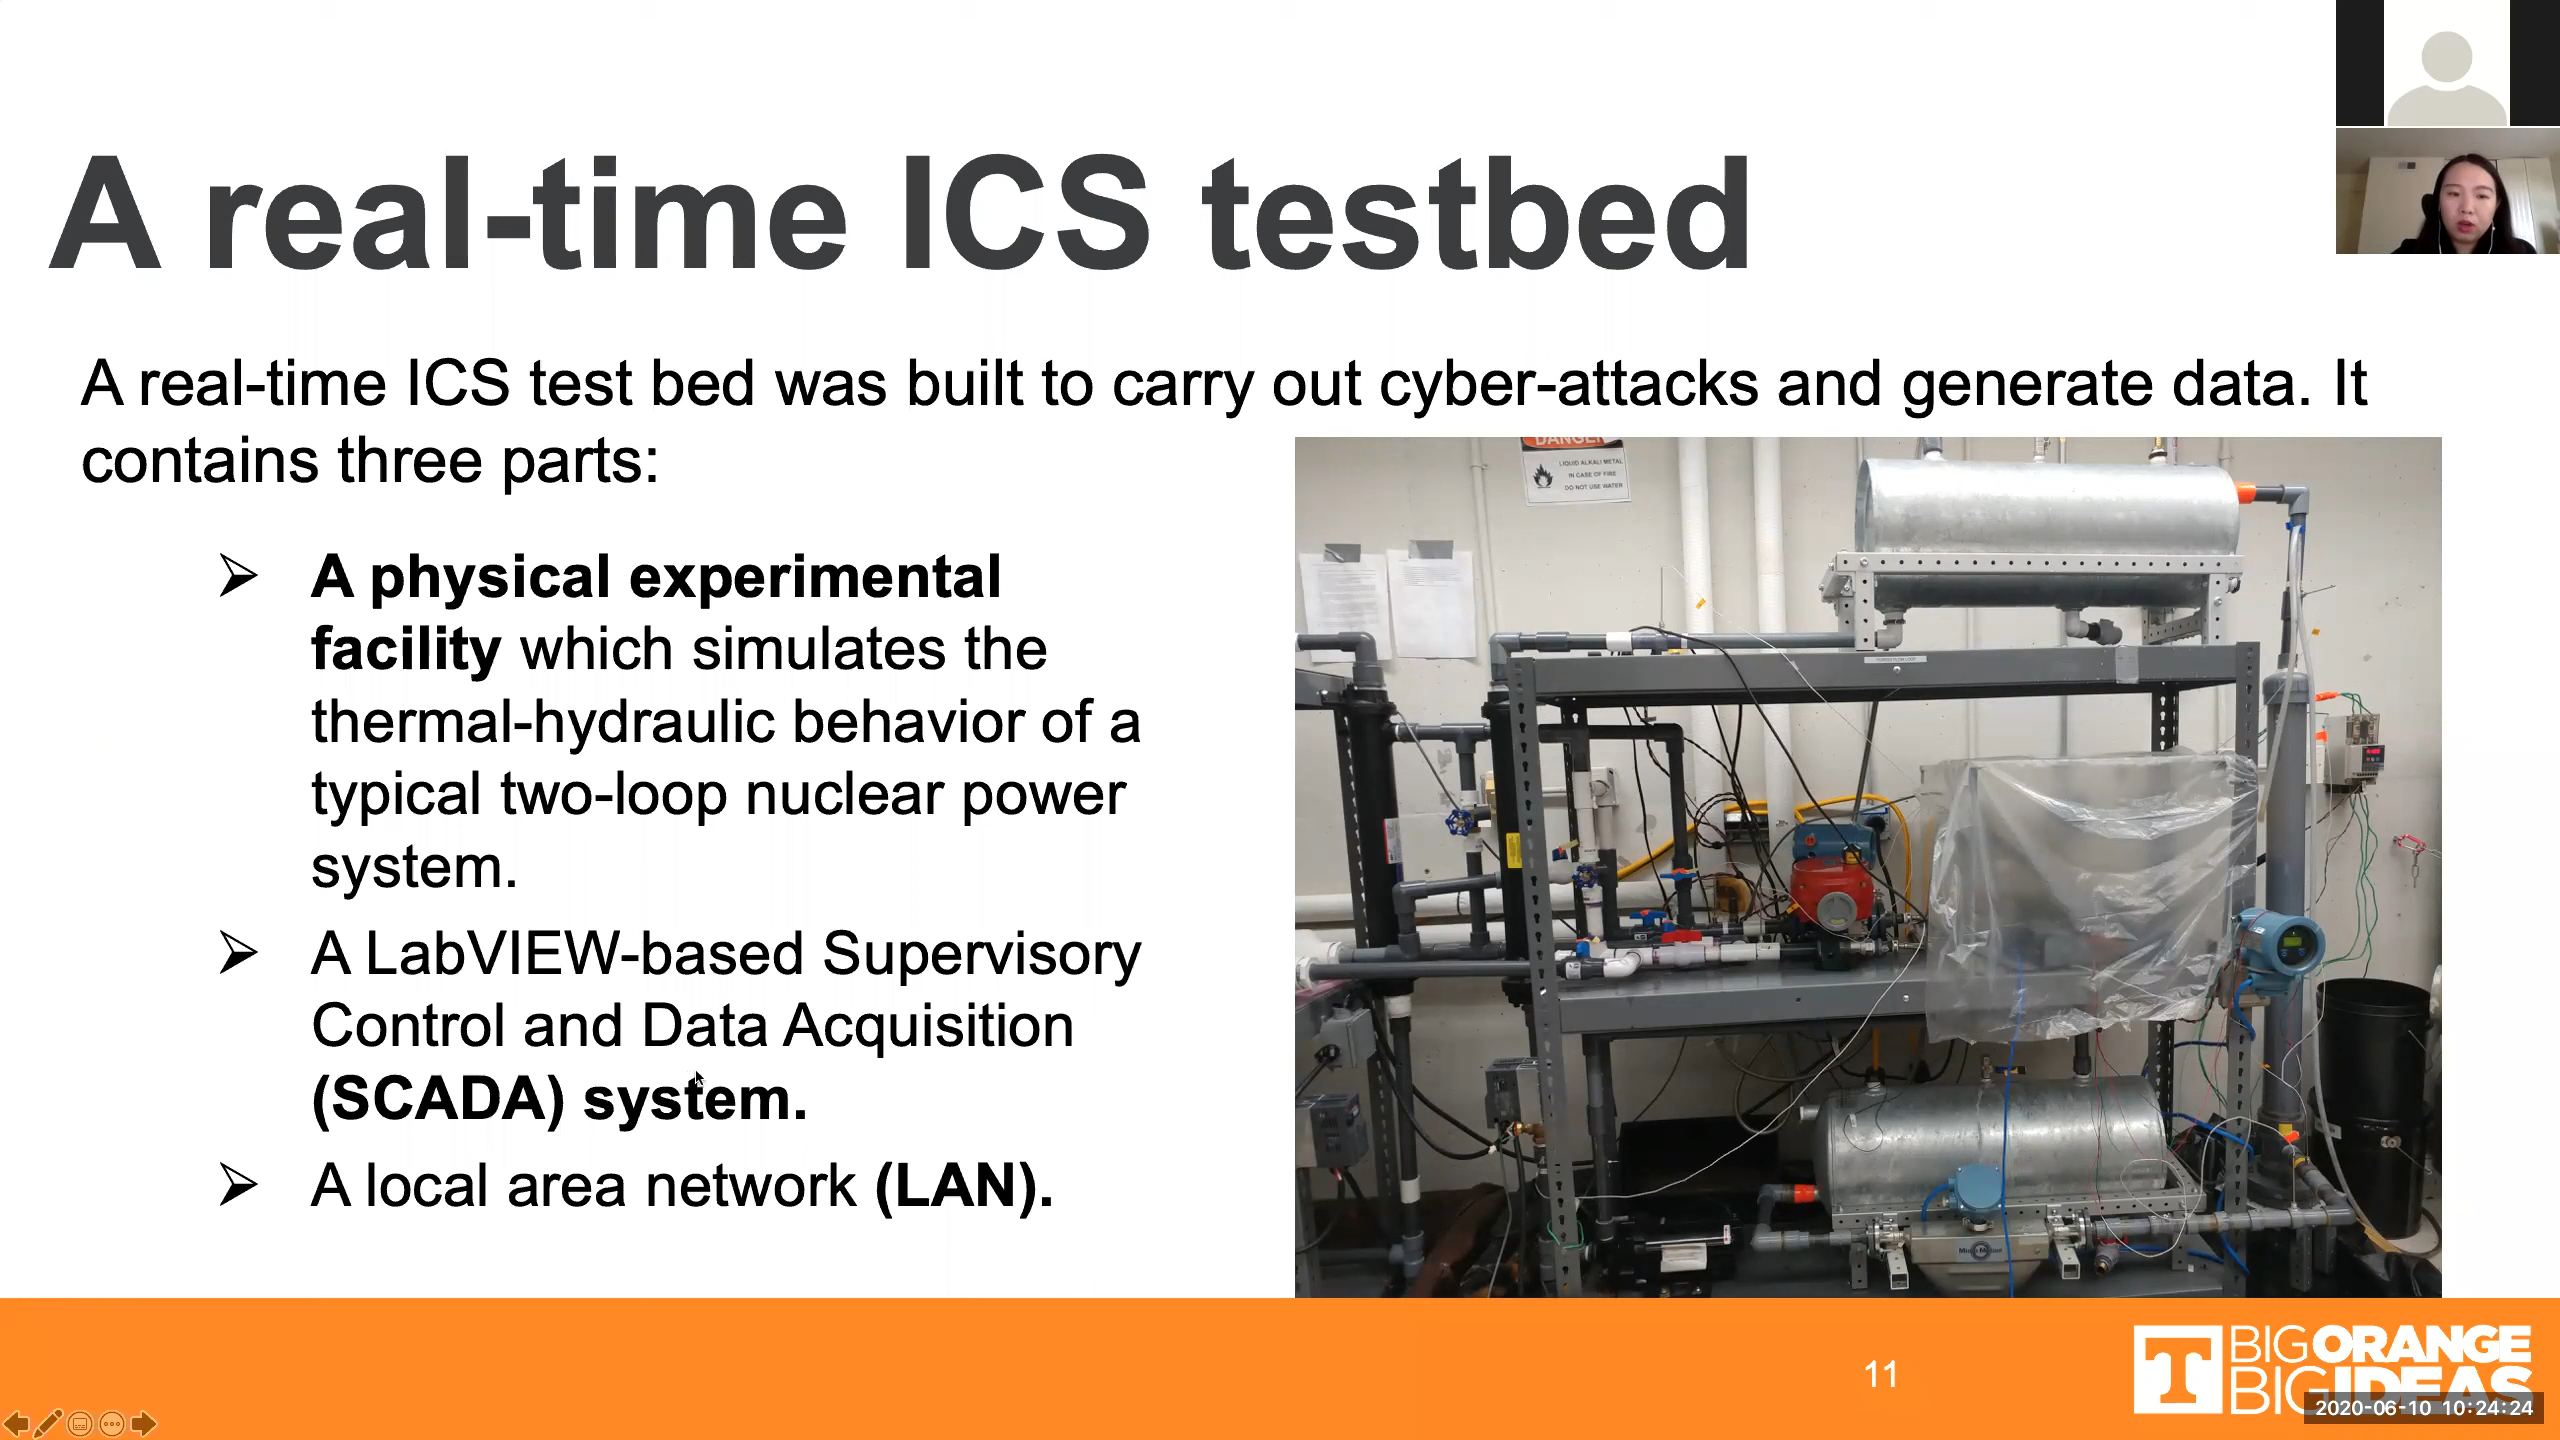 A real-time ICS testbed
A real-time ICS test bed was built to carry out cyber-attacks and generate data. It
contains three parts:
➢ A physical experimental
facility which simulates the
thermal-hydraulic behavior of a
typical two-loop nuclear power
system.
➢ A LabVIEW-based Supervisory
Control and Data Acquisition
(SCADA) system.
➢ A local area network (LAN).
DANGER
LIQUID ALKALI METAL
IN CASE OF FIRE
DO NOT USE WATER
11
T
BIG ORANGE
BIG IDEAS
2020-06-10 10:24:24